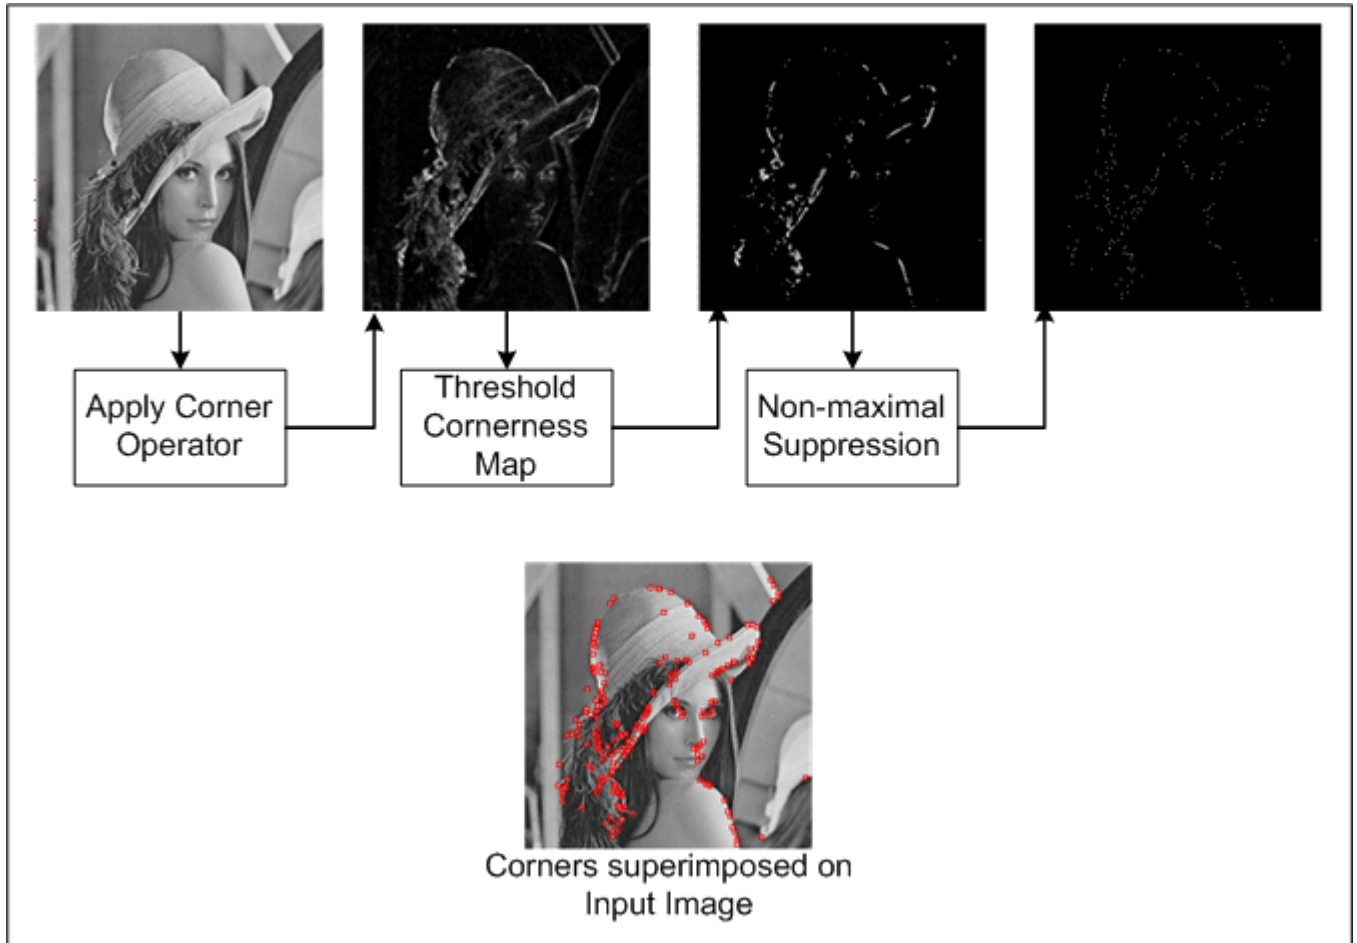 Apply Corner
Operator
Threshold
Cornerness
Map
Non-maximal
Suppression
Corners superimposed on
Input Image